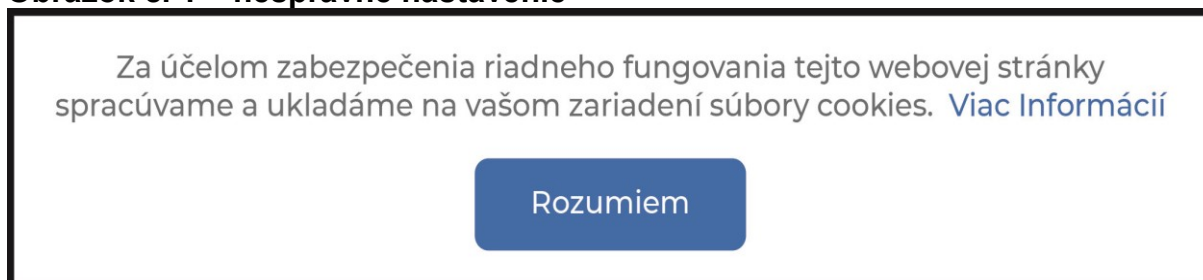 Za účelom zabezpečenia riadneho fungovania tejto webovej stránky
spracúvame a ukladáme na vašom zariadení súbory cookies. Viac Informácií
Rozumiem